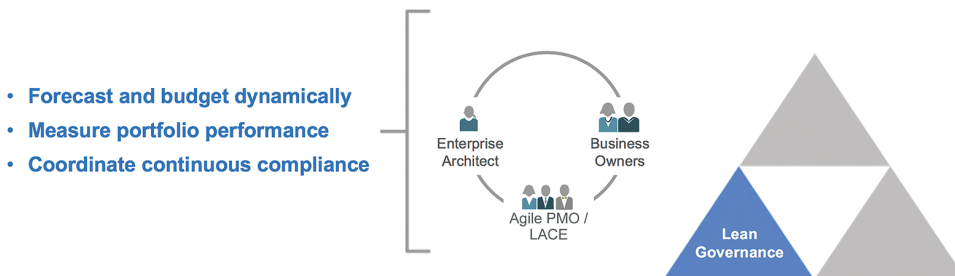 • Forecast and budget dynamically
• Measure portfolio performance
• Coordinate continuous compliance
Enterprise
Architect
Business
Owners
Agile PMO /
LACE
Lean
Governance